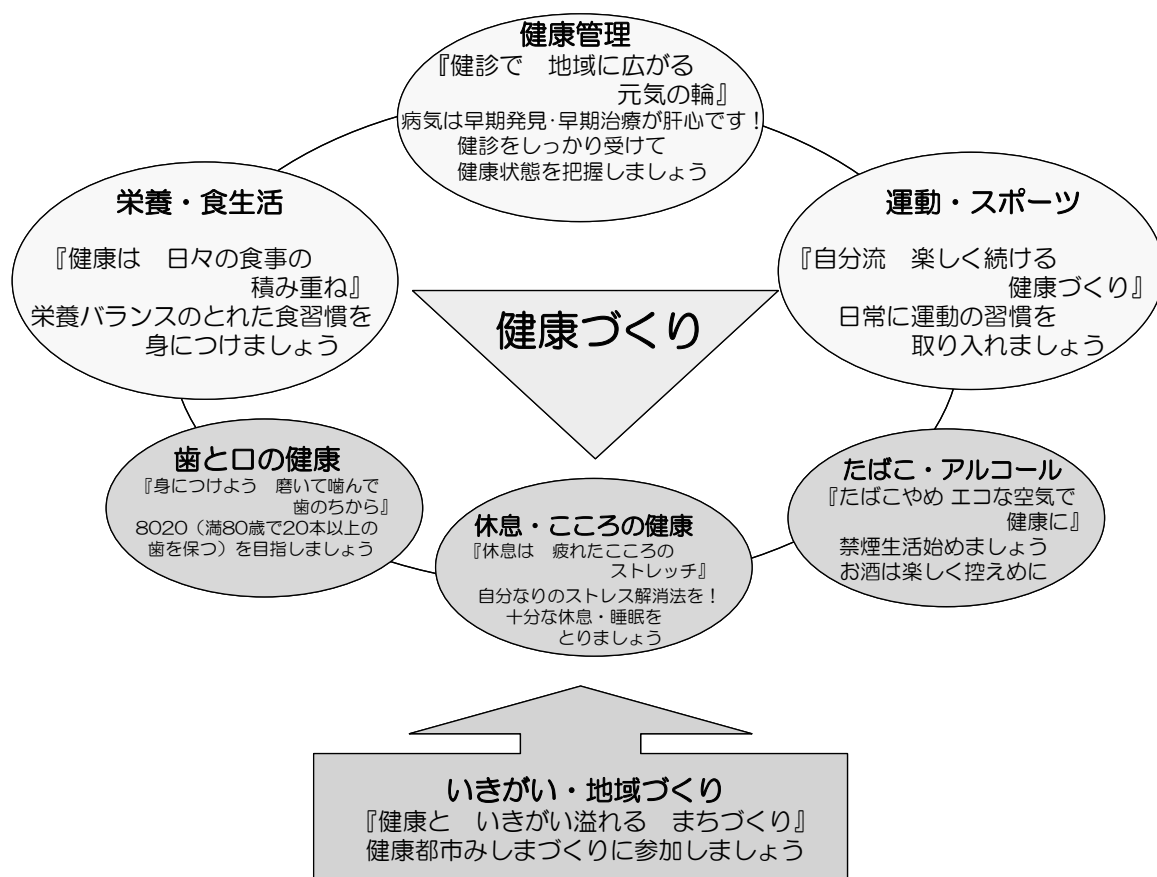 健康管理
『健診で　地域に広がる
元気の輪』
病気は早期発見・早期治療が肝心です！
健診をしっかり受けて
健康状態を把握しましょう
栄養・食生活
『健康は　日々の食事の
積み重ね』
栄養バランスのとれた食習慣を
身につけましょう
運動・スポーツ
『自分流　楽しく続ける
健康づくり』
日常に運動の習慣を
取り入れましょう
健康づくり
歯と口の健康
『身につけよう　磨いて噛んで
歯のちから』
8020（満80歳で20本以上の
歯を保つ）を目指しましょう
休息・こころの健康
『休息は　疲れたこころの
ストレッチ』
自分なりのストレス解消法を！
十分な休息・睡眠を
とりましょう
たばこ・アルコール
『たばこやめ エコな空気で
健康に』
禁煙生活始めましょう
お酒は楽しく控えめに
いきがい・地域づくり
『健康と　いきがい溢れる　まちづくり』
健康都市みしまづくりに参加しましょう